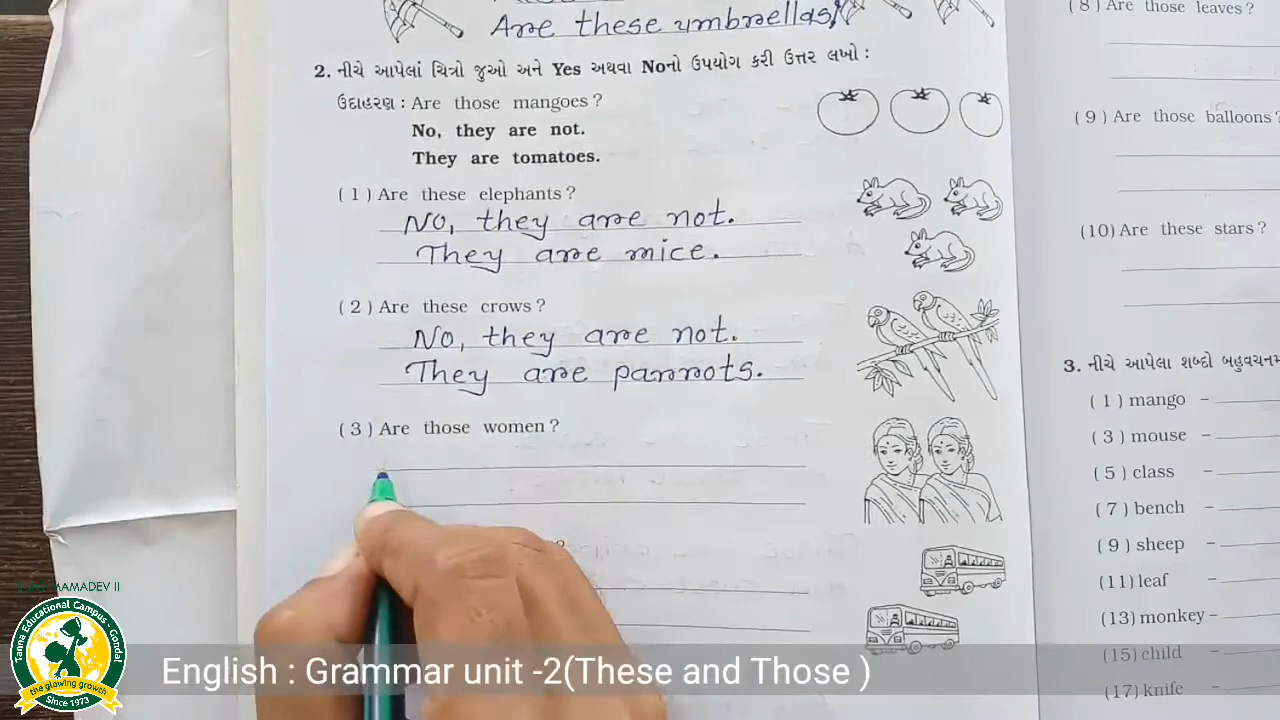 Are these umbrellas?
2. નીચે આપેલાં ચિત્રો જુઓ અને Yes અથવા Noનો ઉપયોગ કરી ઉત્તર લખો :
ઉદાહરણ : Are those mangoes ?
No, they are not.
They are tomatoes.
( 1 ) Are these elephants ?
No, they are not.
They are mice.
( 2 ) Are these crows ?
No, they are not.
They are parrots.
( 3 ) Are those women ?
( 8 ) Are those leaves ?
( 9 ) Are those balloons ?
(10) Are these stars ?
3. નીચે આપેલા શબ્દો
( 1 ) mango –
( 3 ) mouse –
( 5 ) class –
( 7 ) bench –
( 9 ) sheep –
(11) leaf –
(13) monkey –
(15) child –
(17) knife –
MAMADEV II
Tanna Educational Campus - Gondal
the glowing growth
Since 1973
English : Grammar unit -2(These and Those )